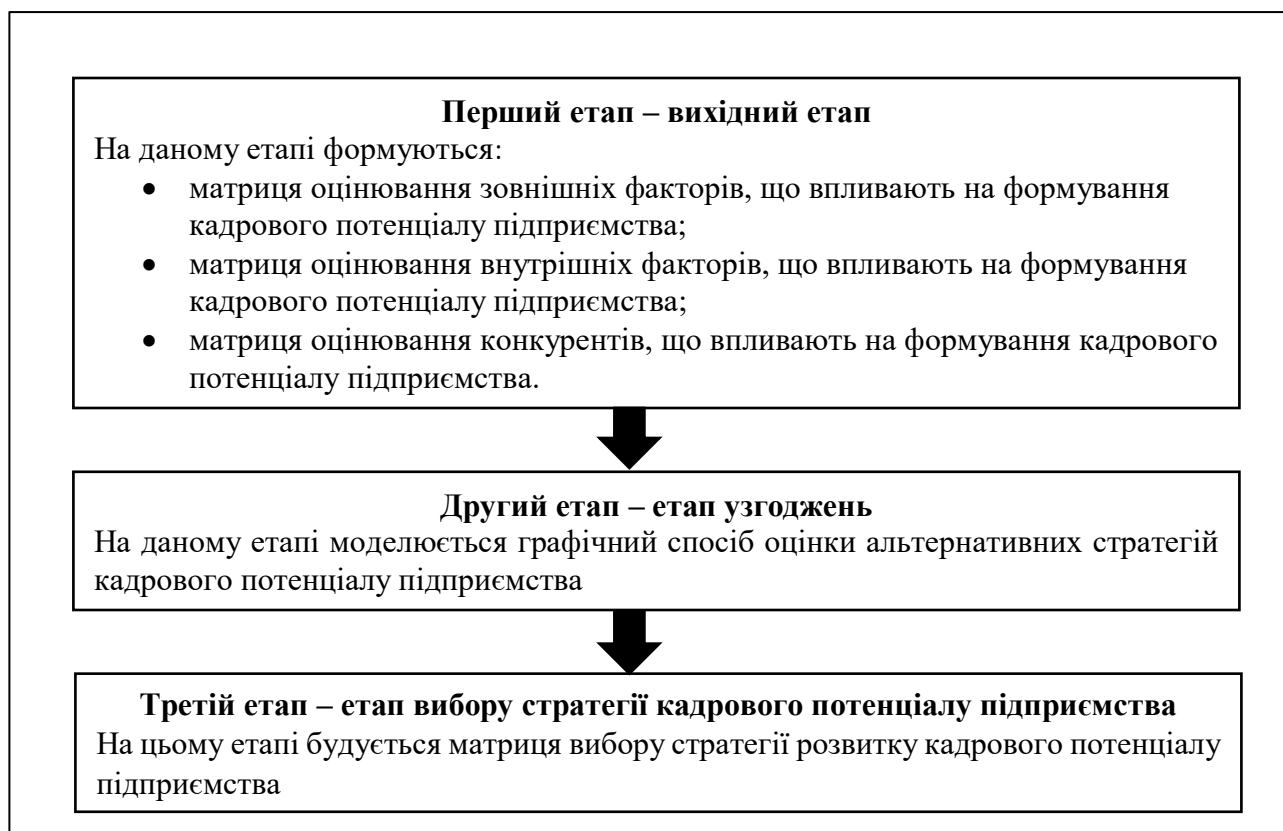 Перший етап – вихідний етап
На даному етапі формуються:
• матриця оцінювання зовнішніх факторів, що впливають на формування
кадрового потенціалу підприємства;
• матриця оцінювання внутрішніх факторів, що впливають на формування
кадрового потенціалу підприємства;
• матриця оцінювання конкурентів, що впливають на формування кадрового
потенціалу підприємства.
Другий етап – етап узгоджень
На даному етапі моделюється графічний спосіб оцінки альтернативних стратегій
кадрового потенціалу підприємства
Третій етап – етап вибору стратегії кадрового потенціалу підприємства
На цьому етапі будується матриця вибору стратегії розвитку кадрового потенціалу
підприємства